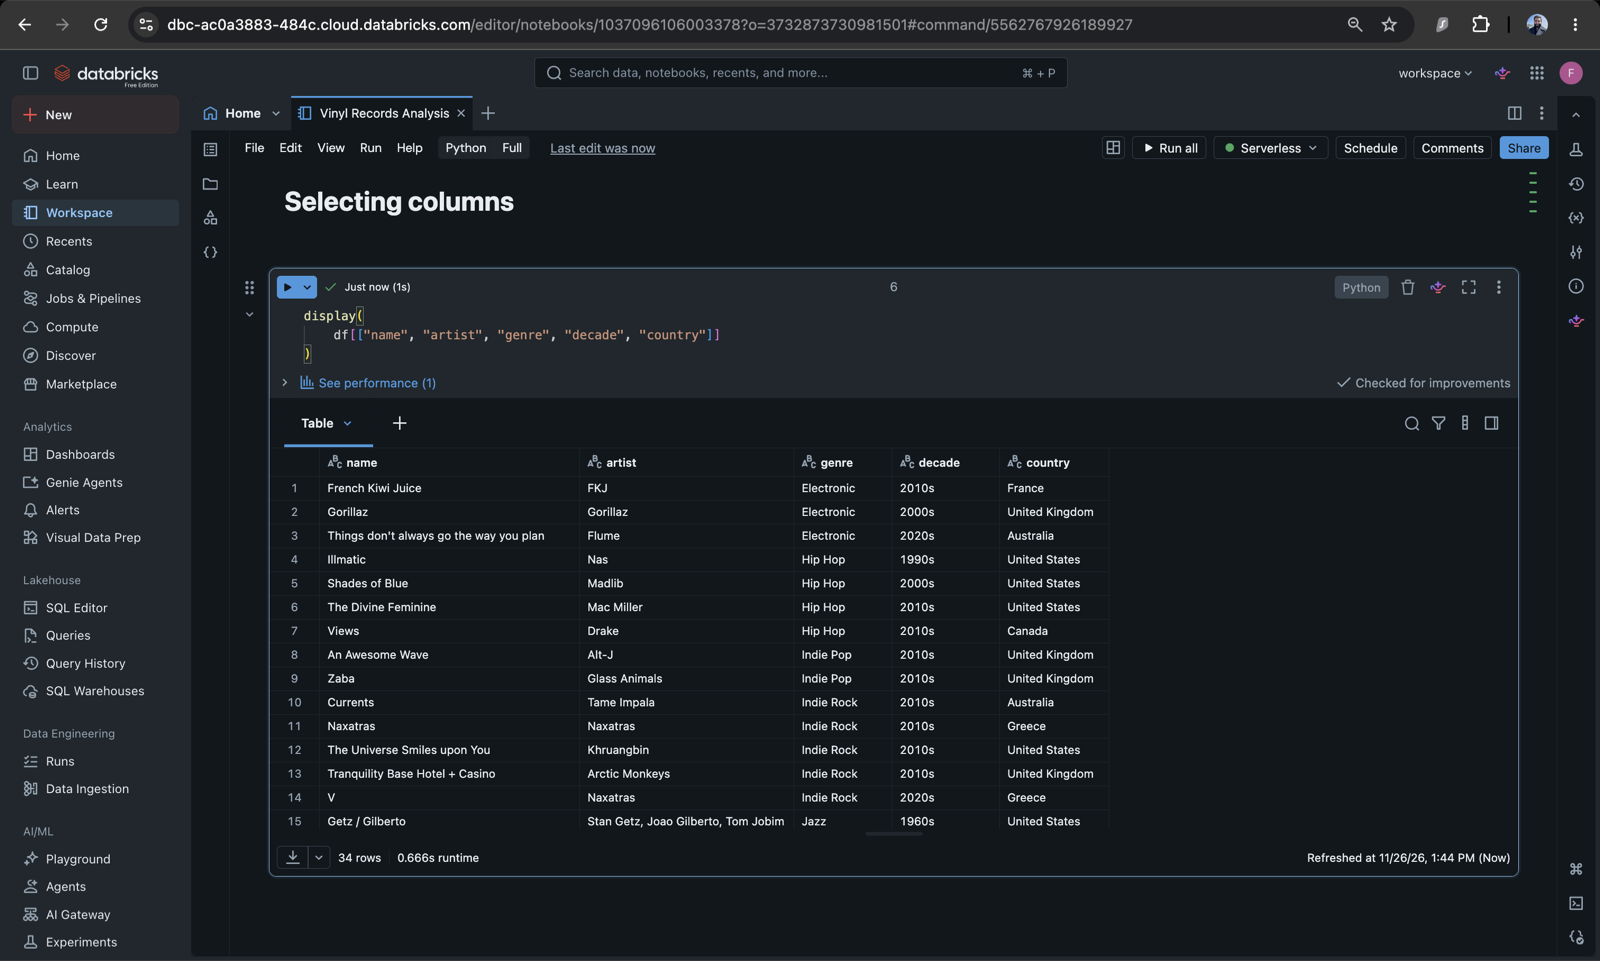 dbc-ac0a3883-484c.cloud.databricks.com/editor/notebooks/1037096106003378?o=3732873730981501#command/5562767926189927
databricks
Free Edition
Search data, notebooks, recents, and more...
⌘ + P
workspace
F
New
Home
Learn
Workspace
Recents
Catalog
Jobs & Pipelines
Compute
Discover
Marketplace
Analytics
Dashboards
Genie Agents
Alerts
Visual Data Prep
Lakehouse
SQL Editor
Queries
Query History
SQL Warehouses
Data Engineering
Runs
Data Ingestion
AI/ML
Playground
Agents
AI Gateway
Experiments
Home
Vinyl Records Analysis
File Edit View Run Help Python Full Last edit was now
Run all Serverless Schedule Comments Share
Selecting columns
Just now (1s)
6
Python
display(
df[["name", "artist", "genre", "decade", "country"]]
)
See performance (1)
Checked for improvements
Table
name artist genre decade country
1 French Kiwi Juice FKJ Electronic 2010s France
2 Gorillaz Gorillaz Electronic 2000s United Kingdom
3 Things don't always go the way you plan Flume Electronic 2020s Australia
4 Illmatic Nas Hip Hop 1990s United States
5 Shades of Blue Madlib Hip Hop 2000s United States
6 The Divine Feminine Mac Miller Hip Hop 2010s United States
7 Views Drake Hip Hop 2010s Canada
8 An Awesome Wave Alt-J Indie Pop 2010s United Kingdom
9 Zaba Glass Animals Indie Pop 2010s United Kingdom
10 Currents Tame Impala Indie Rock 2010s Australia
11 Naxatras Naxatras Indie Rock 2010s Greece
12 The Universe Smiles upon You Khruangbin Indie Rock 2010s United States
13 Tranquility Base Hotel + Casino Arctic Monkeys Indie Rock 2010s United Kingdom
14 V Naxatras Indie Rock 2020s Greece
15 Getz / Gilberto Stan Getz, Joao Gilberto, Tom Jobim Jazz 1960s United States
34 rows
0.666s runtime
Refreshed at 11/26/26, 1:44 PM (Now)